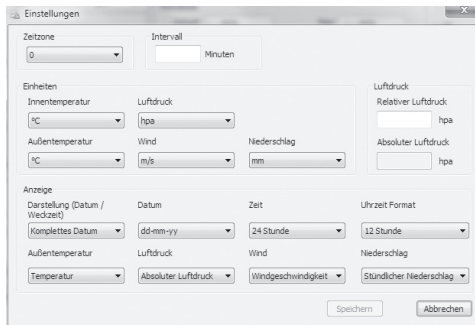 Einstellungen
Zeitzone Intervall
0 Minuten
Einheiten Luftdruck
Innentemperatur Luftdruck Relativer Luftdruck
°C hpa hpa
Außentemperatur Wind Niederschlag Absoluter Luftdruck
°C m/s mm hpa
Anzeige
Darstellung (Datum / Datum Zeit Uhrzeit Format
Weckzeit)
Komplettes Datum dd-mm-yy 24 Stunde 12 Stunde
Außentemperatur Luftdruck Wind Niederschlag
Temperatur Absoluter Luftdruck Windgeschwindigkeit Stündlicher Niederschlag
Speichern Abbrechen